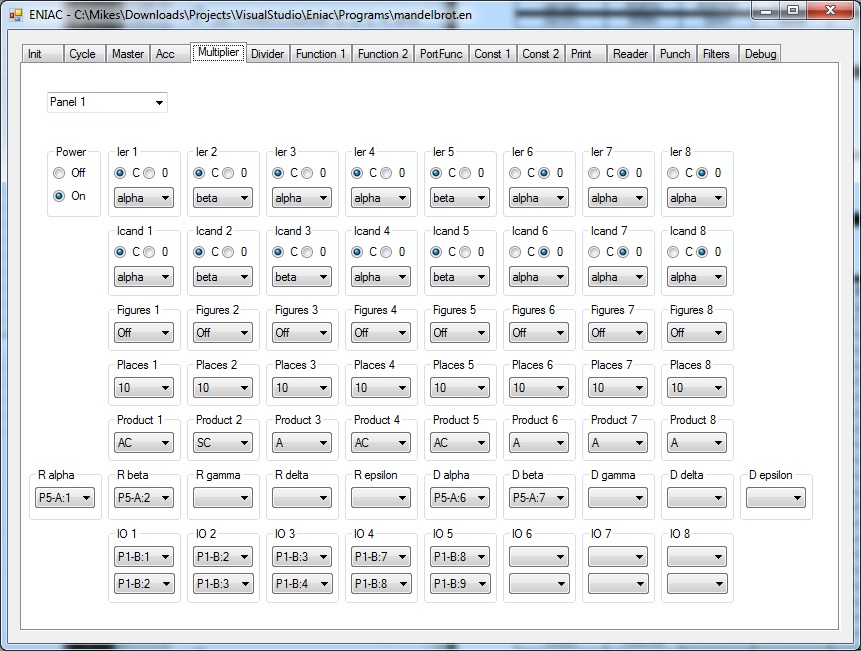 ENIAC - C:\Mikes\Downloads\Projects\VisualStudio\Eniac\Programs\mandelbrot.en
Init Cycle Master Acc Multiplier Divider Function 1 Function 2 PortFunc Const 1 Const 2 Print Reader Punch Filters Debug
Panel 1
Power Ier 1 Ier 2 Ier 3 Ier 4 Ier 5 Ier 6 Ier 7 Ier 8
Off C 0 C 0 C 0 C 0 C 0 C 0 C 0 C 0
On alpha beta alpha alpha beta alpha alpha alpha
Icand 1 Icand 2 Icand 3 Icand 4 Icand 5 Icand 6 Icand 7 Icand 8
C 0 C 0 C 0 C 0 C 0 C 0 C 0 C 0
alpha beta beta alpha beta alpha alpha alpha
Figures 1 Figures 2 Figures 3 Figures 4 Figures 5 Figures 6 Figures 7 Figures 8
Off Off Off Off Off Off Off Off
Places 1 Places 2 Places 3 Places 4 Places 5 Places 6 Places 7 Places 8
10 10 10 10 10 10 10 10
Product 1 Product 2 Product 3 Product 4 Product 5 Product 6 Product 7 Product 8
AC SC A AC AC A A A
R alpha R beta R gamma R delta R epsilon D alpha D beta D gamma D delta D epsilon
P5-A:1 P5-A:2 P5-A:6 P5-A:7
IO 1 IO 2 IO 3 IO 4 IO 5 IO 6 IO 7 IO 8
P1-B:1 P1-B:2 P1-B:3 P1-B:7 P1-B:8
P1-B:2 P1-B:3 P1-B:4 P1-B:8 P1-B:9